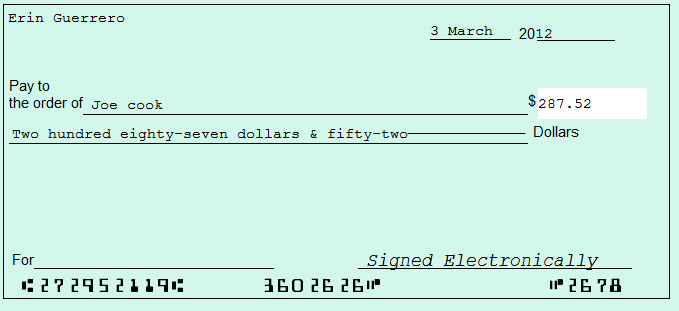 Erin Guerrero
3 March 2012
Pay to
the order of Joe cook $ 287.52
Two hundred eighty-seven dollars & fifty-two Dollars
For Signed Electronically
⑆272952119⑆ 3602626⑈ ⑈2678